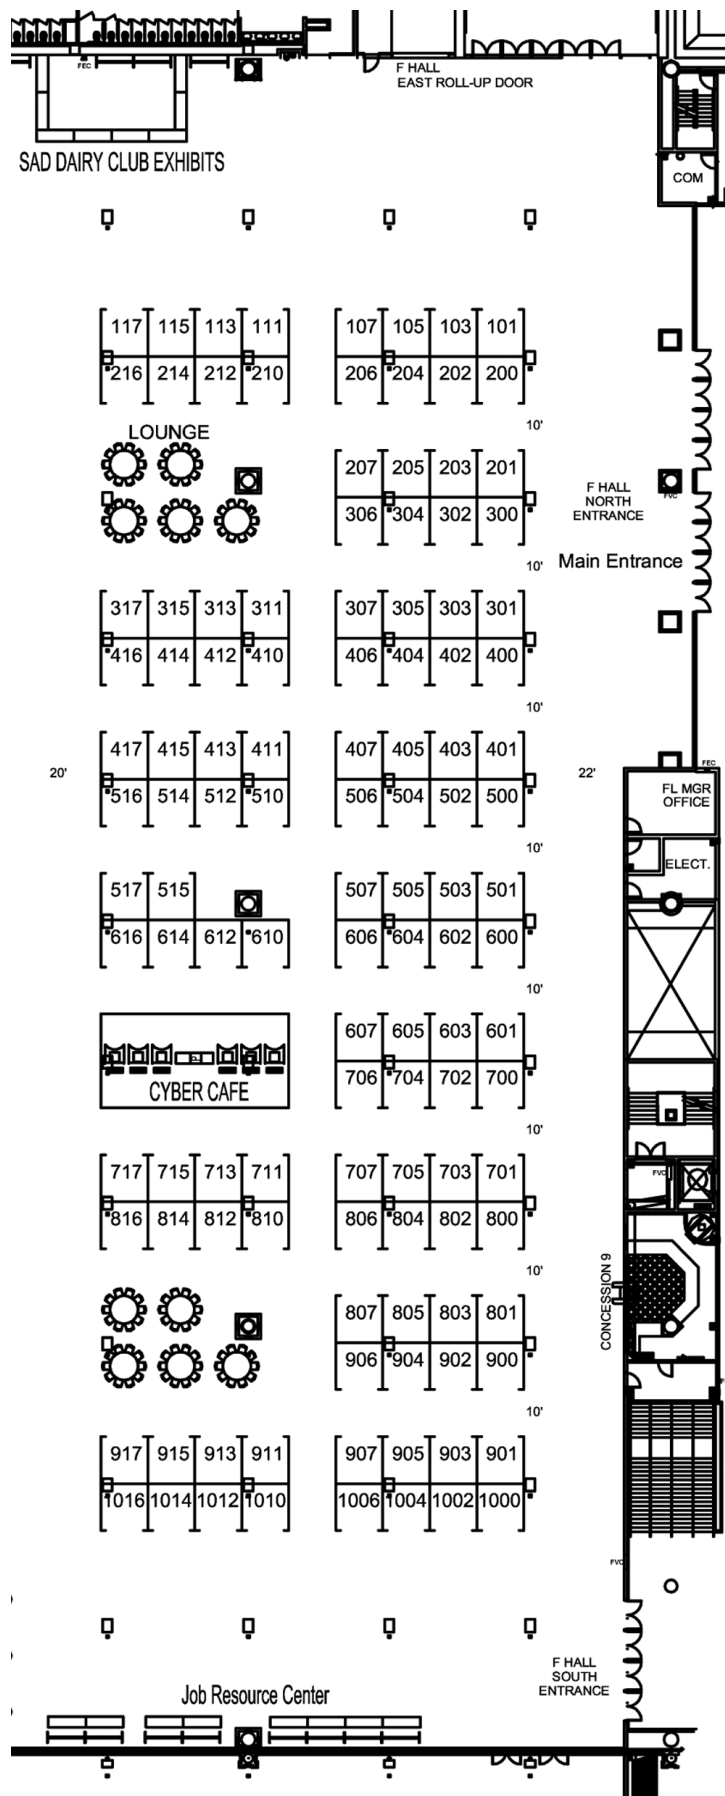 F HALL
EAST ROLL-UP DOOR
FEC
SAD DAIRY CLUB EXHIBITS
COM
117 115 113 111 107 105 103 101
216 214 212 210 206 204 202 200
LOUNGE
10'
207 205 203 201
F HALL
NORTH
ENTRANCE
FVC
306 304 302 300
10'
Main Entrance
317 315 313 311 307 305 303 301
416 414 412 410 406 404 402 400
10'
417 415 413 411 407 405 403 401
20'
22'
FEC
516 514 512 510 506 504 502 500
FL MGR
OFFICE
10'
ELECT.
517 515 507 505 503 501
616 614 612 610 606 604 602 600
10'
607 605 603 601
706 704 702 700
CYBER CAFE
10'
717 715 713 711 707 705 703 701
FVC
816 814 812 810 806 804 802 800
10'
CONCESSION 9
807 805 803 801
906 904 902 900
10'
917 915 913 911 907 905 903 901
1016 1014 1012 1010 1006 1004 1002 1000
FVC
F HALL
SOUTH
ENTRANCE
Job Resource Center